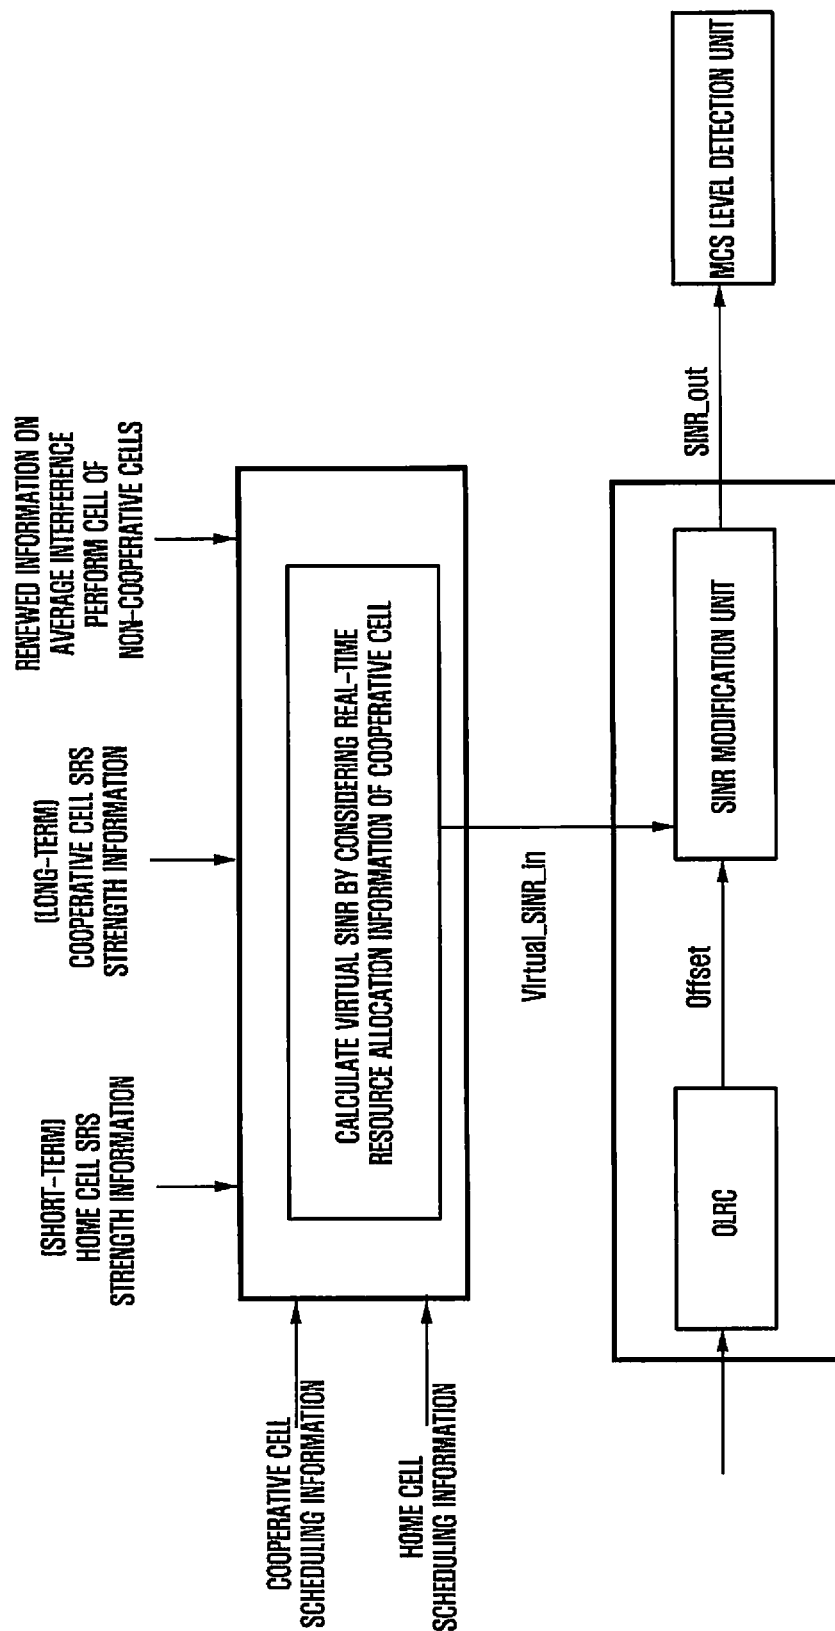 (SHORT-TERM)
HOME CELL SRS
STRENGTH INFORMATION
(LONG-TERM)
COOPERATIVE CELL SRS
STRENGTH INFORMATION
RENEWED INFORMATION ON
AVERAGE INTERFERENCE
PERFORM CELL OF
NON-COOPERATIVE CELLS
COOPERATIVE CELL
SCHEDULING INFORMATION
HOME CELL
SCHEDULING INFORMATION
CALCULATE VIRTUAL SINR BY CONSIDERING REAL-TIME
RESOURCE ALLOCATION INFORMATION OF COOPERATIVE CELL
Virtual_SINR_in
OLRC
Offset
SINR MODIFICATION UNIT
SINR_out
MCS LEVEL DETECTION UNIT